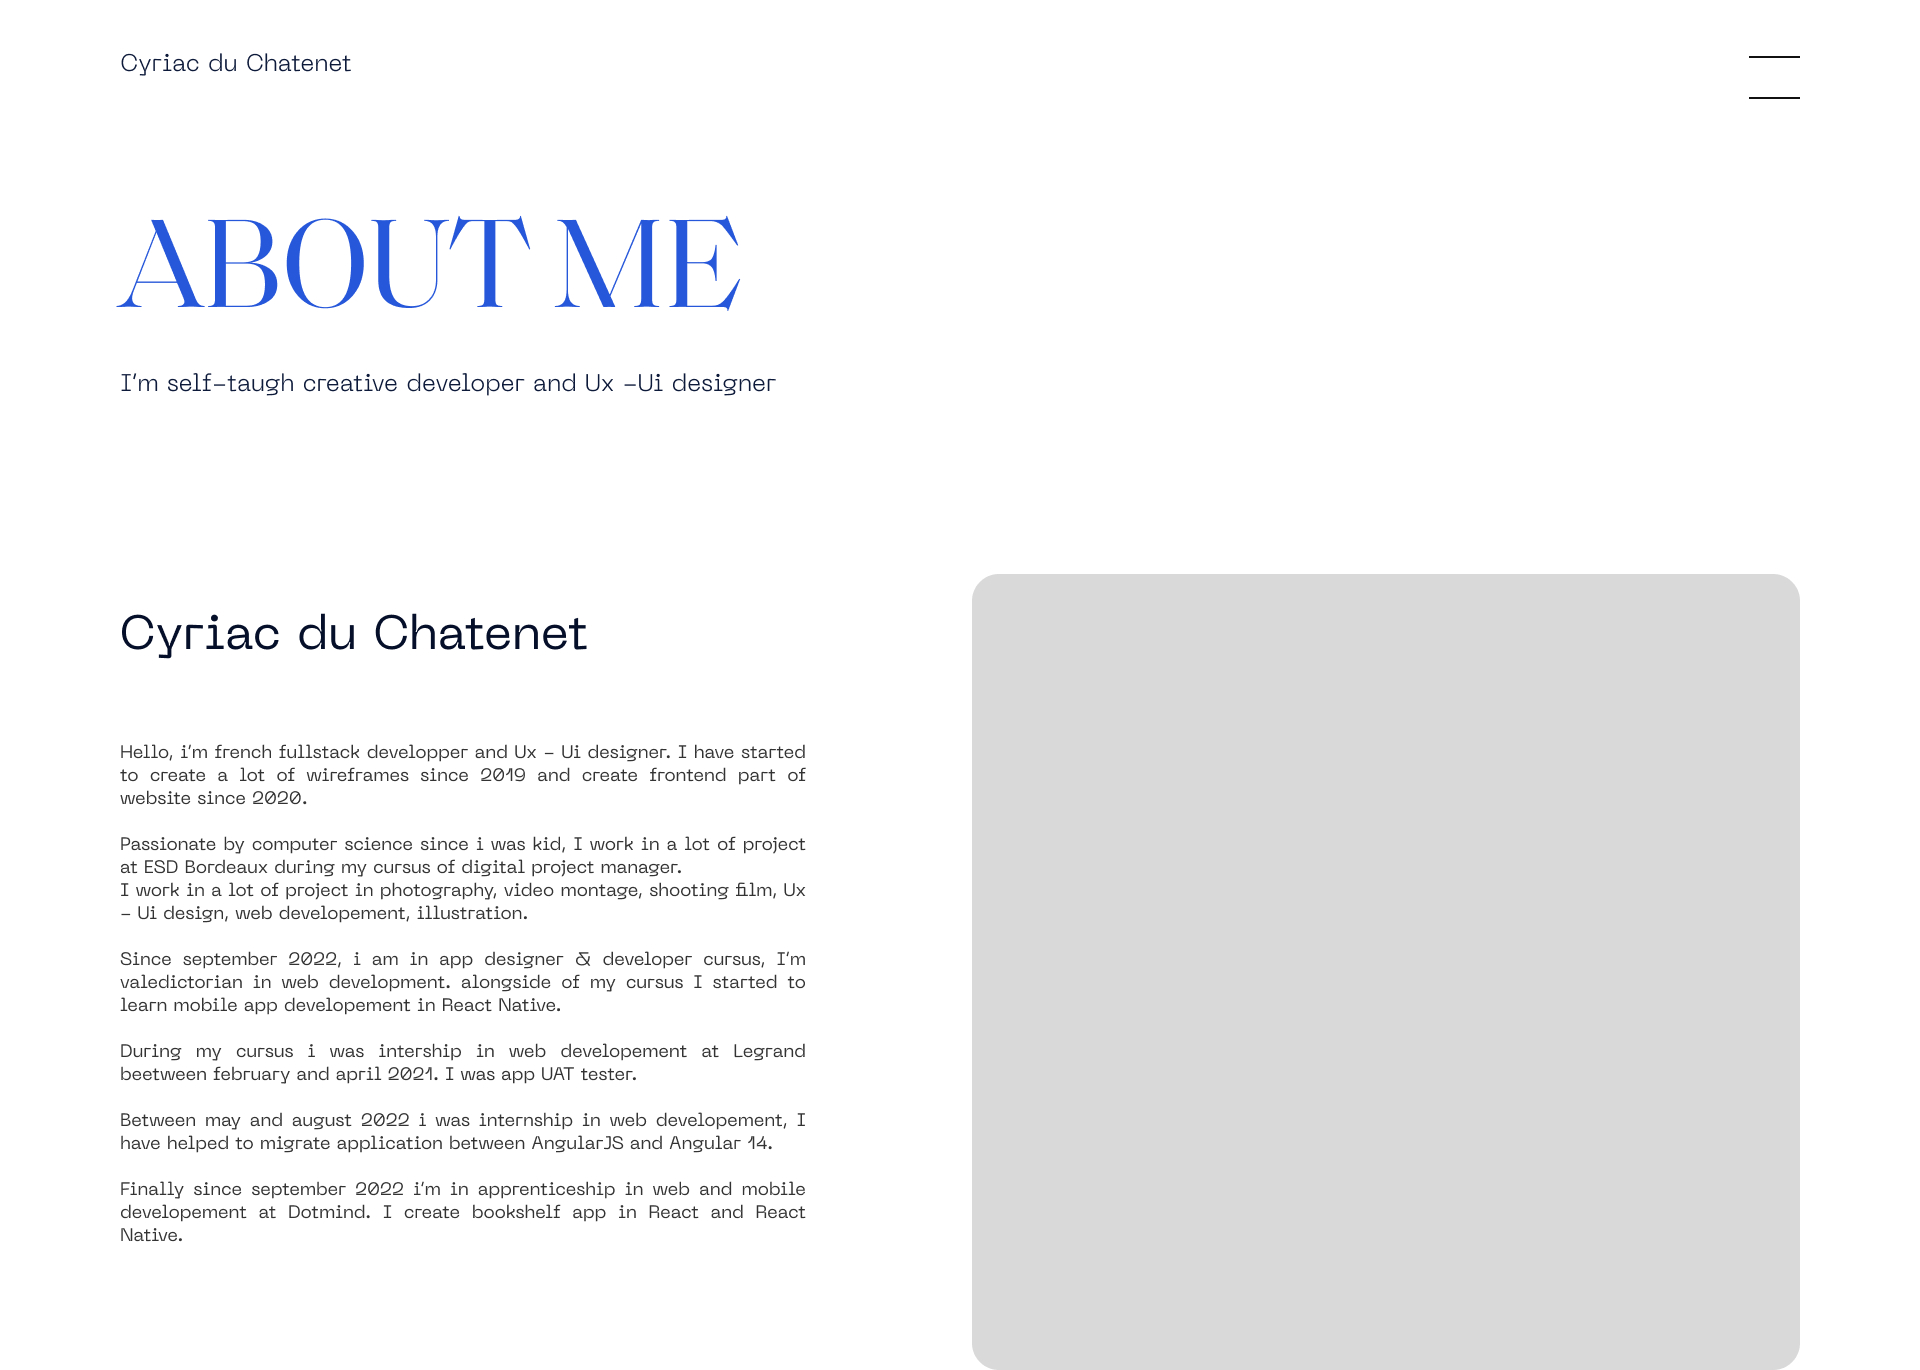 Cyriac du Chatenet
ABOUT ME
I'm self-taugh creative developer and Ux -Ui designer
Cyriac du Chatenet
Hello, i'm french fullstack developper and Ux - Ui designer. I have started
to create a lot of wireframes since 2019 and create frontend part of
website since 2020.
Passionate by computer science since i was kid, I work in a lot of project
at ESD Bordeaux during my cursus of digital project manager.
I work in a lot of project in photography, video montage, shooting film, Ux
- Ui design, web developement, illustration.
Since september 2022, i am in app designer & developer cursus, I'm
valedictorian in web development. alongside of my cursus I started to
learn mobile app developement in React Native.
During my cursus i was intership in web developement at Legrand
beetween february and april 2021. I was app UAT tester.
Between may and august 2022 i was internship in web developement, I
have helped to migrate application between AngularJS and Angular 14.
Finally since september 2022 i'm in apprenticeship in web and mobile
developement at Dotmind. I create bookshelf app in React and React
Native.